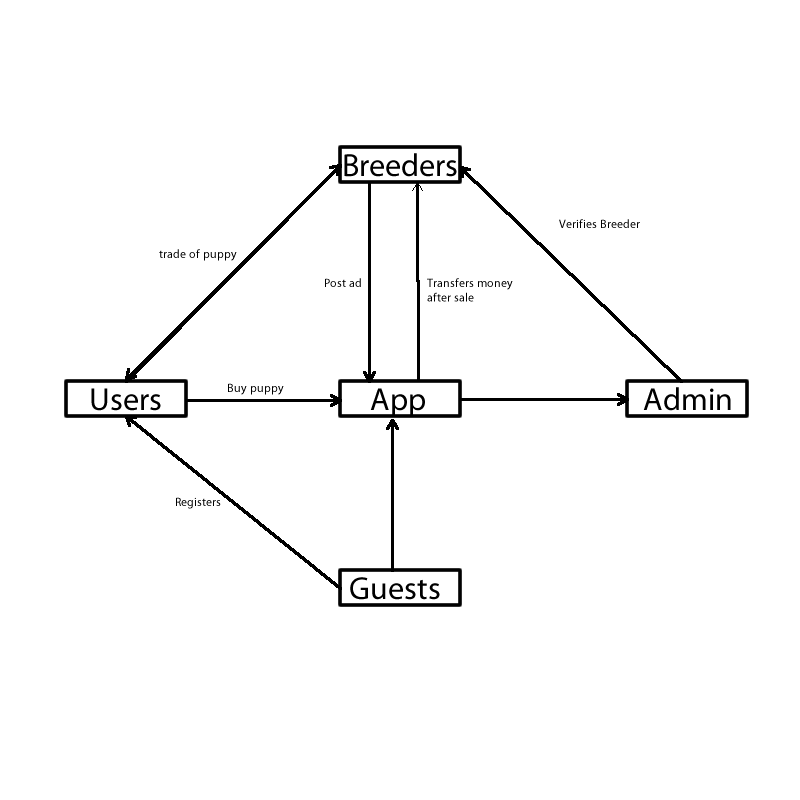 Breeders
Verifies Breeder
trade of puppy
Post ad
Transfers money
after sale
Users
Buy puppy
App
Admin
Registers
Guests